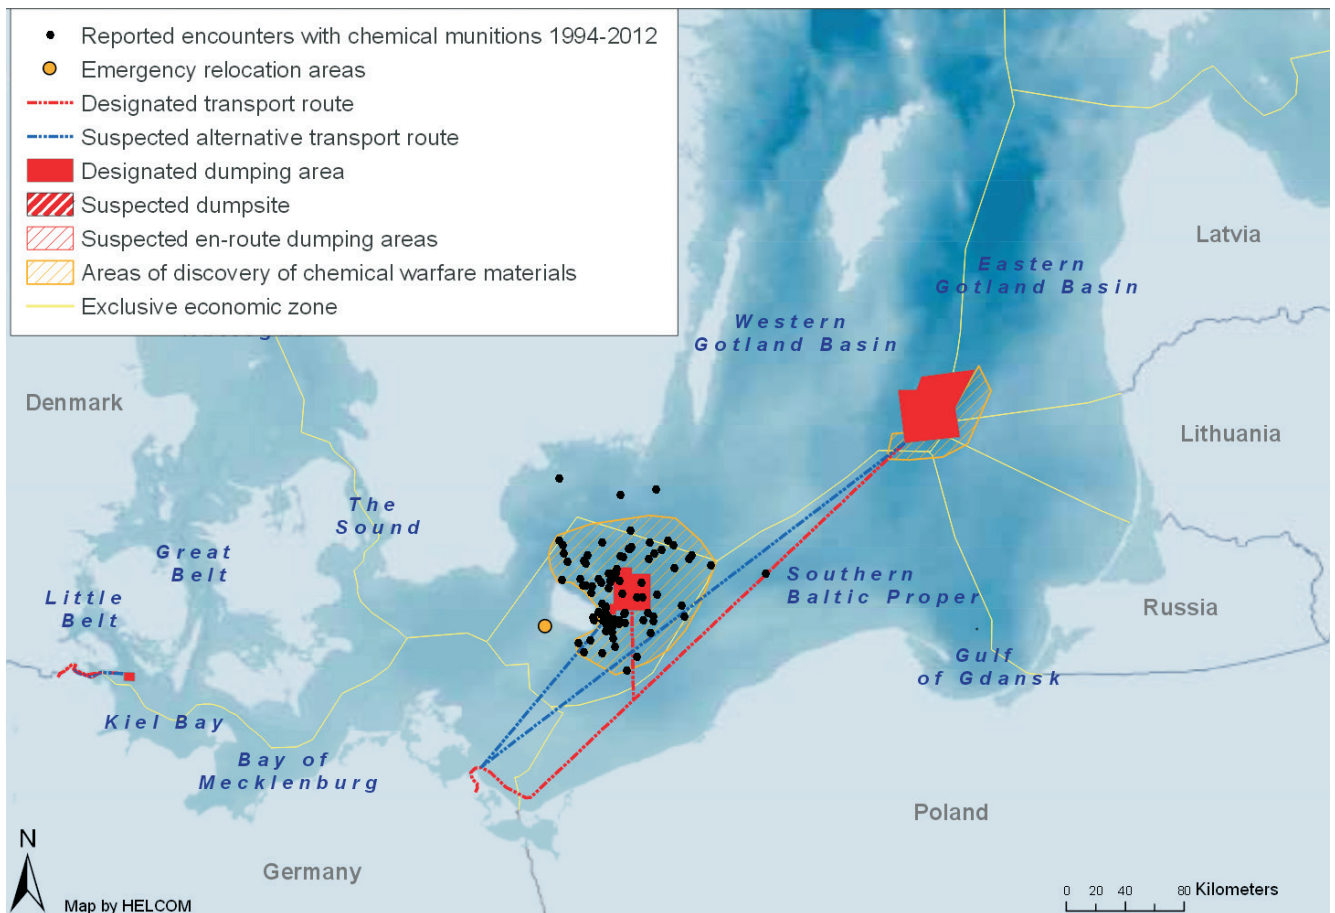 Reported encounters with chemical munitions 1994-2012
Emergency relocation areas
Designated transport route
Suspected alternative transport route
Designated dumping area
Suspected dumpsite
Suspected en-route dumping areas
Areas of discovery of chemical warfare materials
Exclusive economic zone
Latvia
Eastern
Gotland Basin
Western
Gotland Basin
Denmark
Lithuania
The
Sound
Great
Belt
Little
Belt
Southern
Baltic Proper
Russia
Gulf
of Gdansk
Kiel Bay
Bay of
Mecklenburg
Poland
Germany
N
Map by HELCOM
0 20 40 80 Kilometers